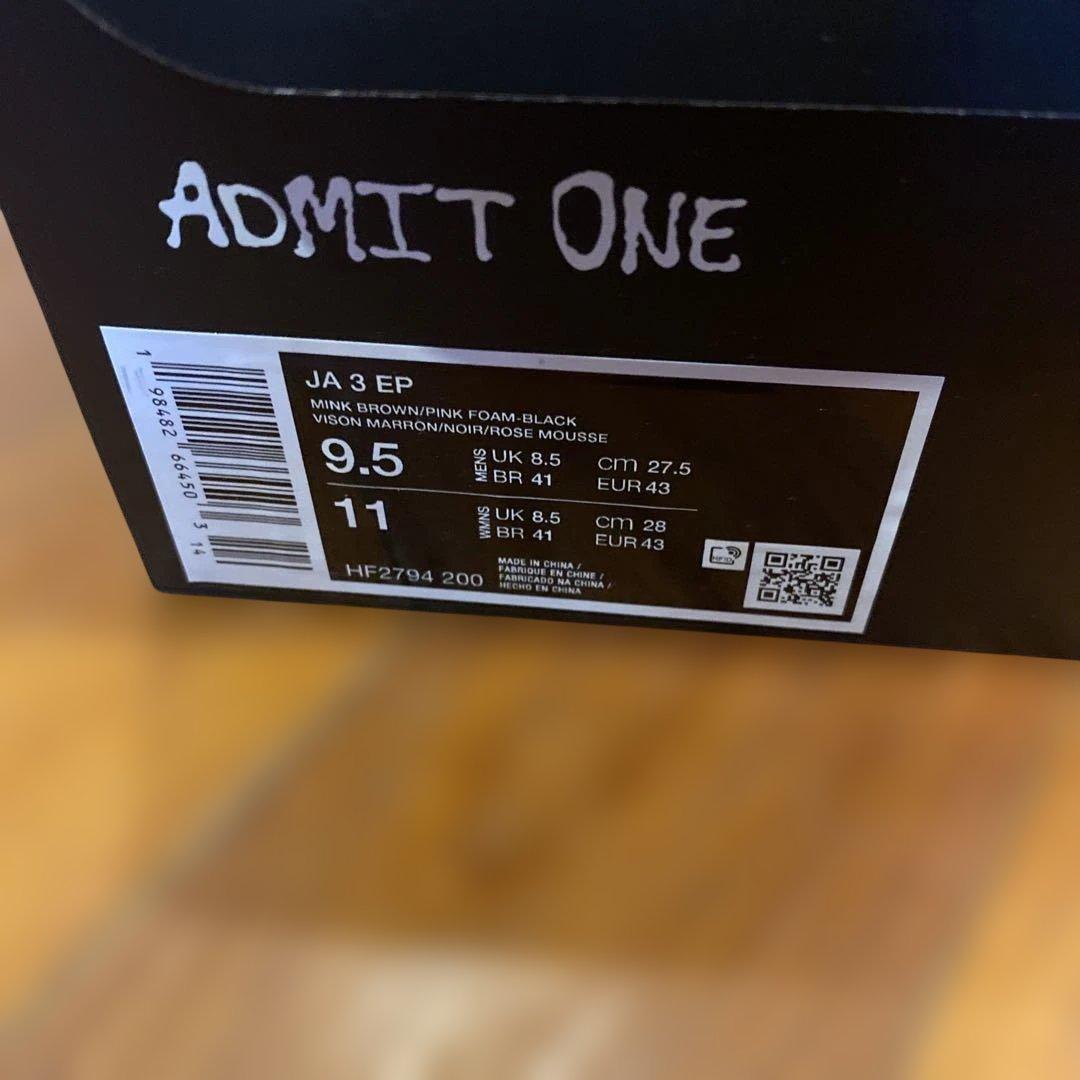 ADMIT ONE
JA 3 EP
MINK BROWN/PINK FOAM-BLACK
VISON MARRON/NOIR/ROSE MOUSSE
9.5 MENS UK 8.5 cm 27.5
BR 41 EUR 43
11 WMNS UK 8.5 cm 28
BR 41 EUR 43
HF2794 200
MADE IN CHINA /
FABRIQUE EN CHINE /
FABRICADO NA CHINA /
HECHO EN CHINA
1 98482 66450 3 14